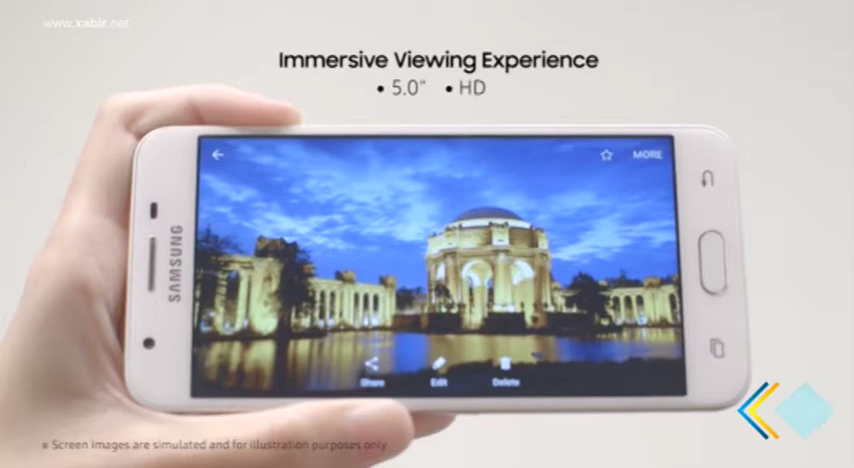 www.xabir.net
Immersive Viewing Experience
• 5.0" • HD
MORE
SAMSUNG
Share Edit Delete
※ Screen images are simulated and for illustration purposes only